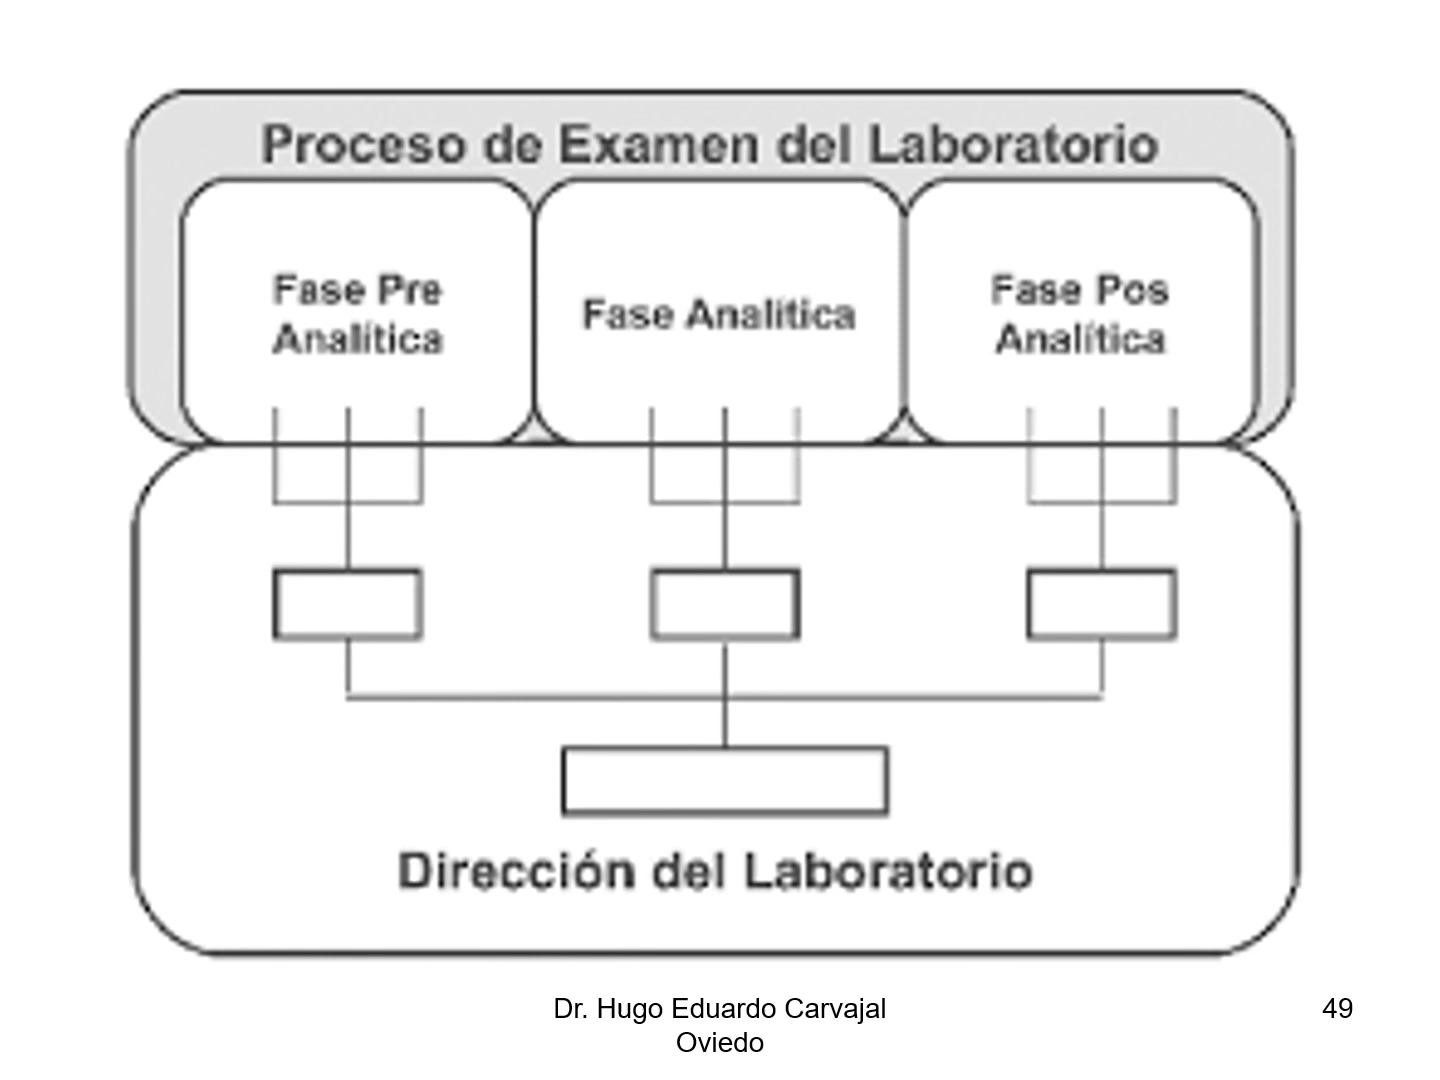 Proceso de Examen del Laboratorio
Fase Pre
Analítica
Fase Analítica
Fase Pos
Analítica
Dirección del Laboratorio
Dr. Hugo Eduardo Carvajal
Oviedo
49